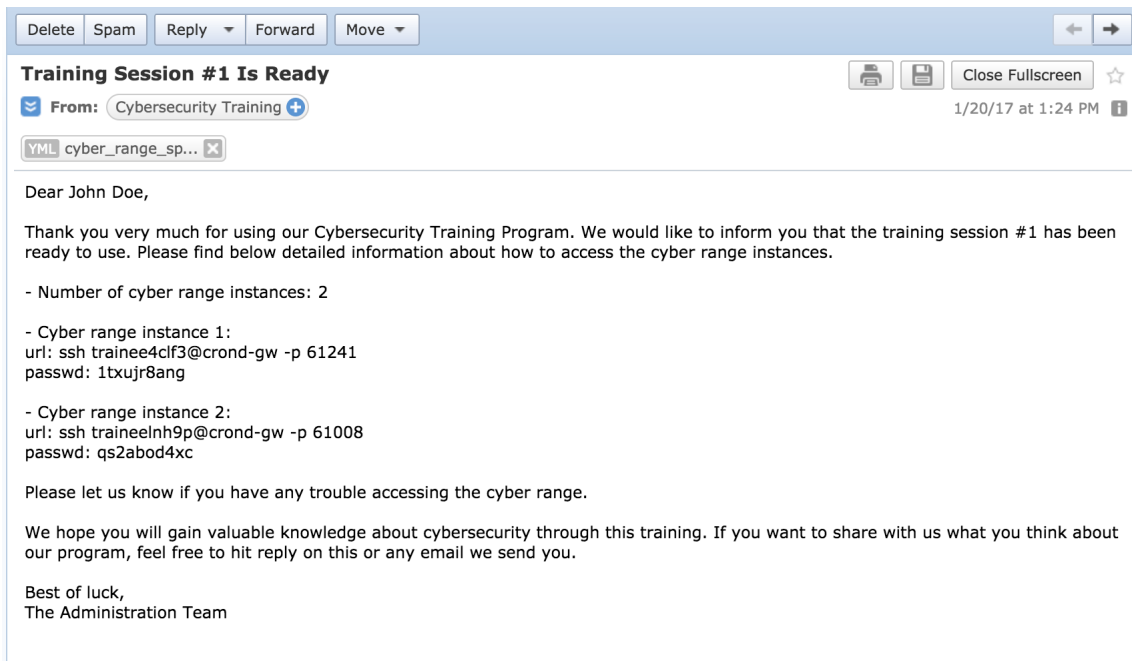 Delete Spam Reply Forward Move
Training Session #1 Is Ready
Close Fullscreen
From: Cybersecurity Training
1/20/17 at 1:24 PM
YML cyber_range_sp...
Dear John Doe,
Thank you very much for using our Cybersecurity Training Program. We would like to inform you that the training session #1 has been
ready to use. Please find below detailed information about how to access the cyber range instances.
- Number of cyber range instances: 2
- Cyber range instance 1:
url: ssh trainee4clf3@crond-gw -p 61241
passwd: 1txujr8ang
- Cyber range instance 2:
url: ssh traineelnh9p@crond-gw -p 61008
passwd: qs2abod4xc
Please let us know if you have any trouble accessing the cyber range.
We hope you will gain valuable knowledge about cybersecurity through this training. If you want to share with us what you think about
our program, feel free to hit reply on this or any email we send you.
Best of luck,
The Administration Team